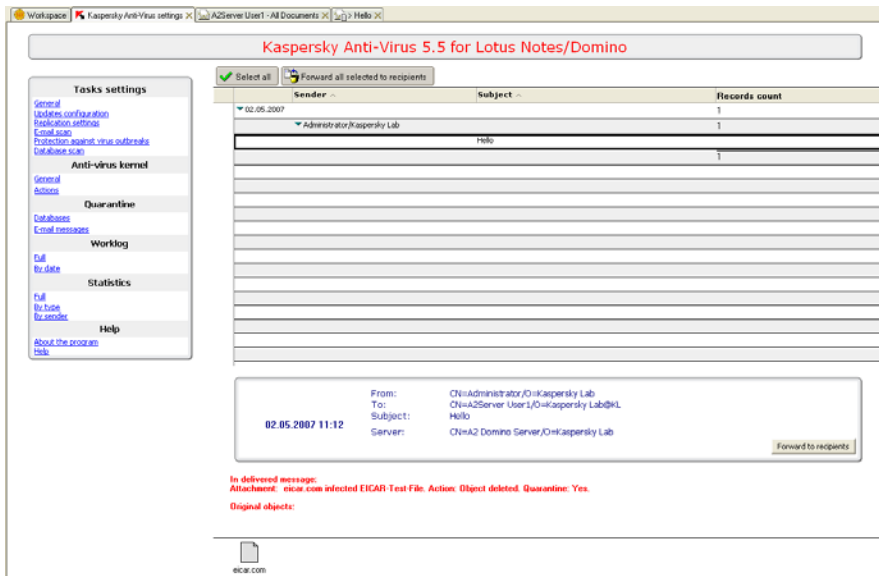 Workspace
Kaspersky Anti-Virus settings
A2Server User1 - All Documents
> Hello
Kaspersky Anti-Virus 5.5 for Lotus Notes/Domino
Tasks settings
General
Updates configuration
Replication settings
E-mail scan
Protection against virus outbreaks
Database scan
Anti-virus kernel
General
Actions
Quarantine
Databases
E-mail messages
Worklog
Full
By date
Statistics
Full
By type
By sender
Help
About the program
Help
Select all
Forward all selected to recipients
Sender Subject Records count
02.05.2007 1
Administrator/Kaspersky Lab 1
Hello
1
02.05.2007 11:12
From: CN=Administrator/O=Kaspersky Lab
To: CN=A2Server User1/O=Kaspersky Lab@KL
Subject: Hello
Server: CN=A2 Domino Server/O=Kaspersky Lab
Forward to recipients
In delivered message:
Attachment: eicar.com infected EICAR-Test-File. Action: Object deleted. Quarantine: Yes.
Original objects:
eicar.com